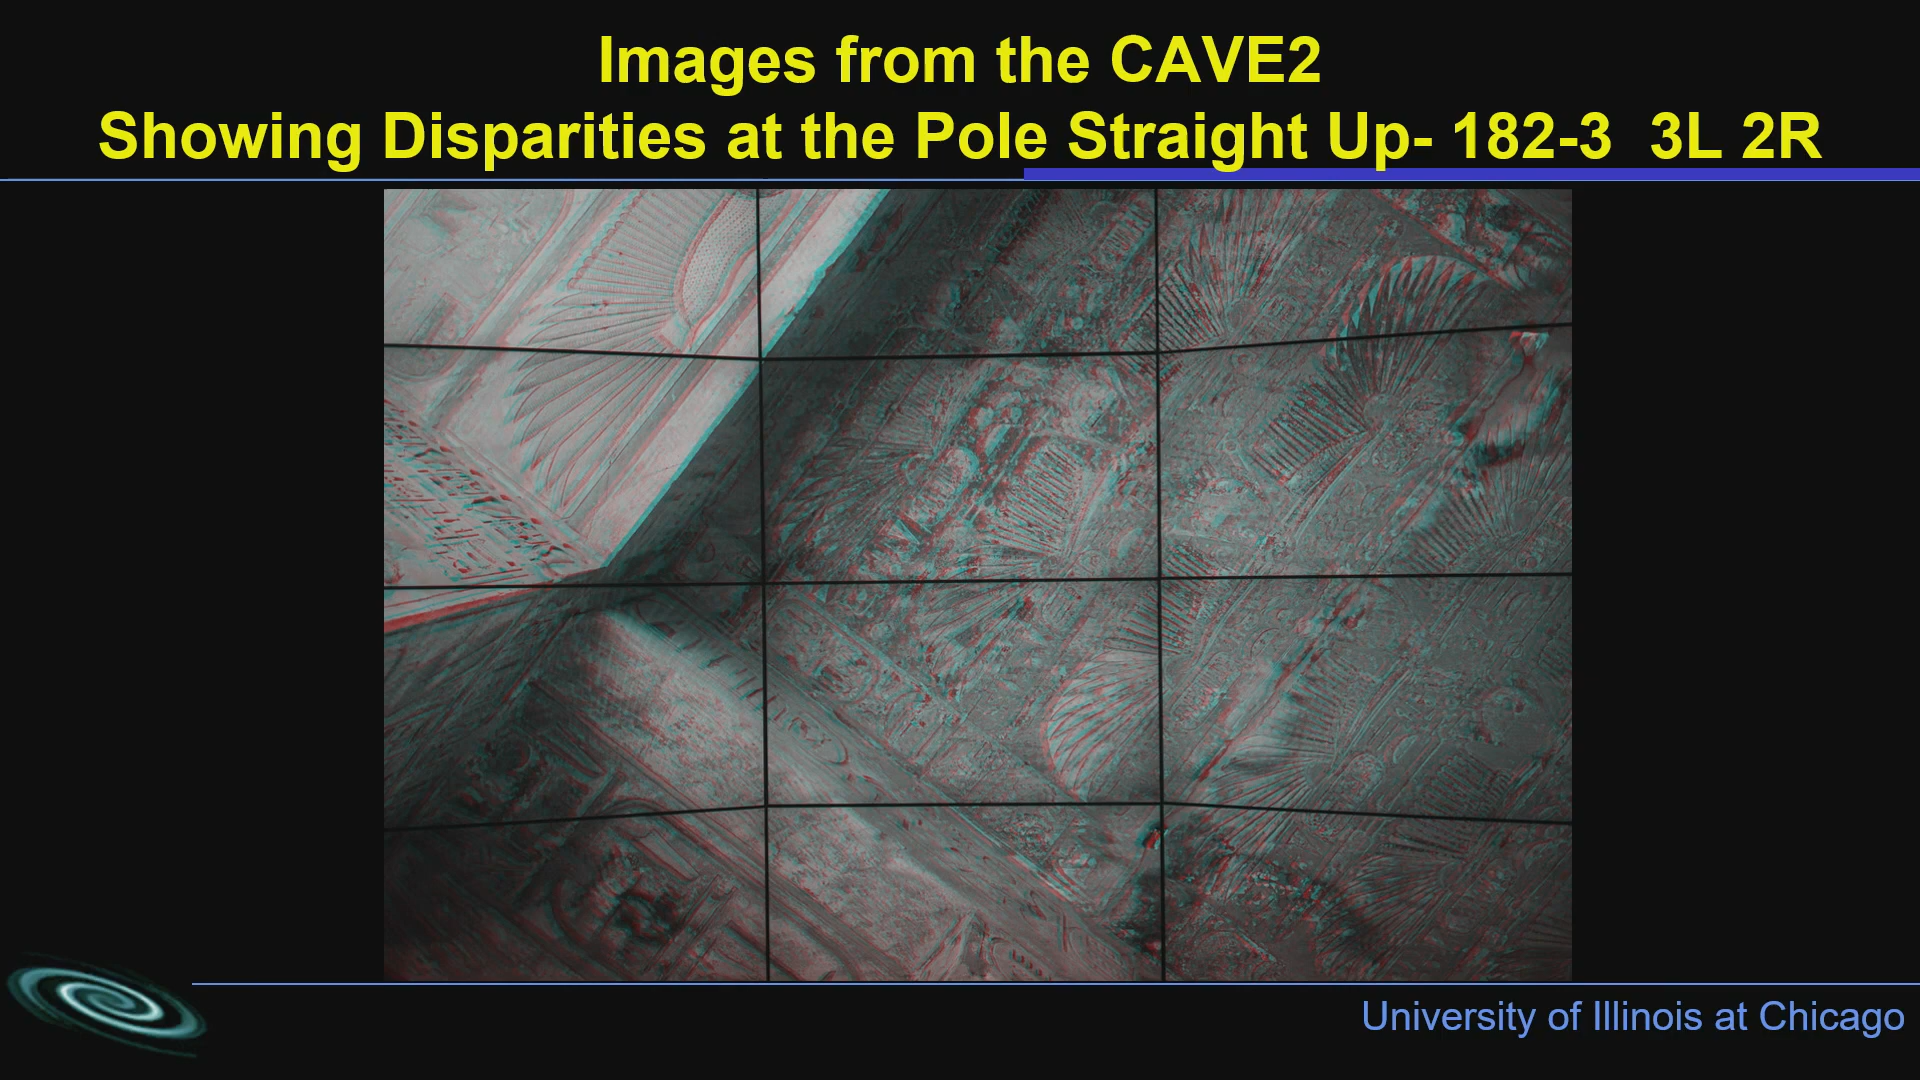 Images from the CAVE2
Showing Disparities at the Pole Straight Up- 182-3  3L 2R
University of Illinois at Chicago